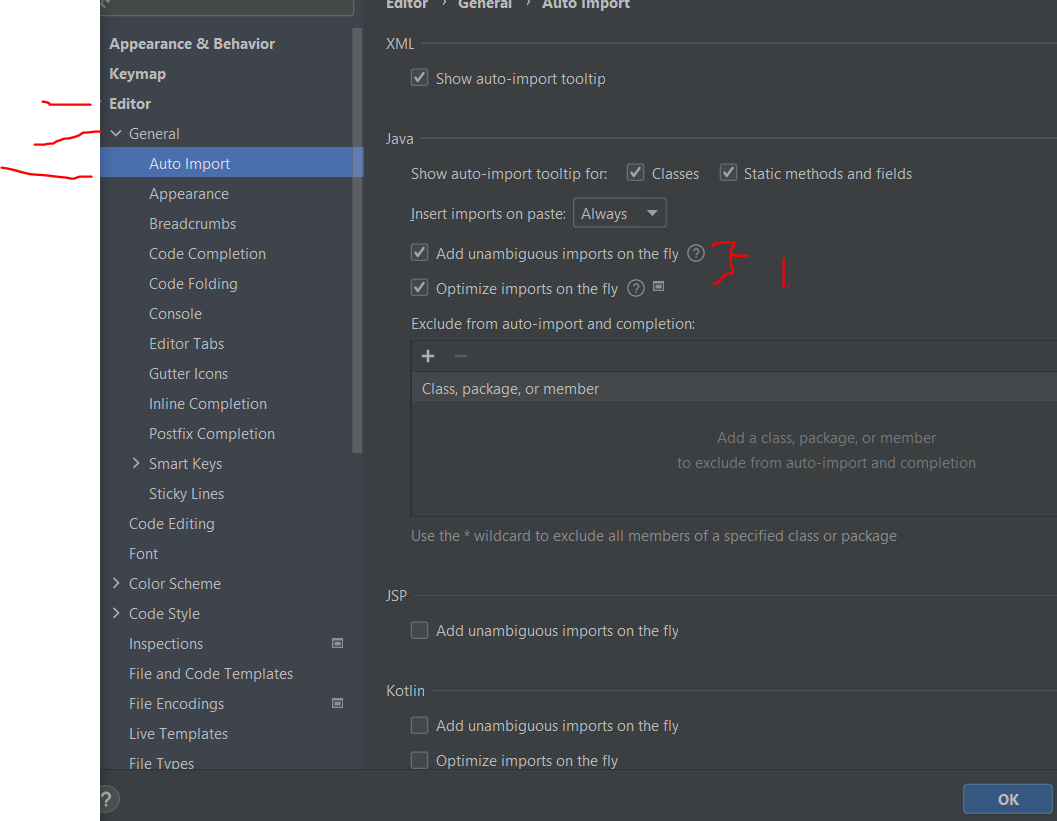 Editor › General › Auto Import
Appearance & Behavior
Keymap
Editor
General
Auto Import
Appearance
Breadcrumbs
Code Completion
Code Folding
Console
Editor Tabs
Gutter Icons
Inline Completion
Postfix Completion
Smart Keys
Sticky Lines
Code Editing
Font
Color Scheme
Code Style
Inspections
File and Code Templates
File Encodings
Live Templates
File Types
XML
Show auto-import tooltip
Java
Show auto-import tooltip for: Classes Static methods and fields
Insert imports on paste: Always
Add unambiguous imports on the fly ?
1.
Optimize imports on the fly ?
Exclude from auto-import and completion:
+ −
Class, package, or member
Add a class, package, or member
to exclude from auto-import and completion
Use the * wildcard to exclude all members of a specified class or package
JSP
Add unambiguous imports on the fly
Kotlin
Add unambiguous imports on the fly
Optimize imports on the fly
?
OK